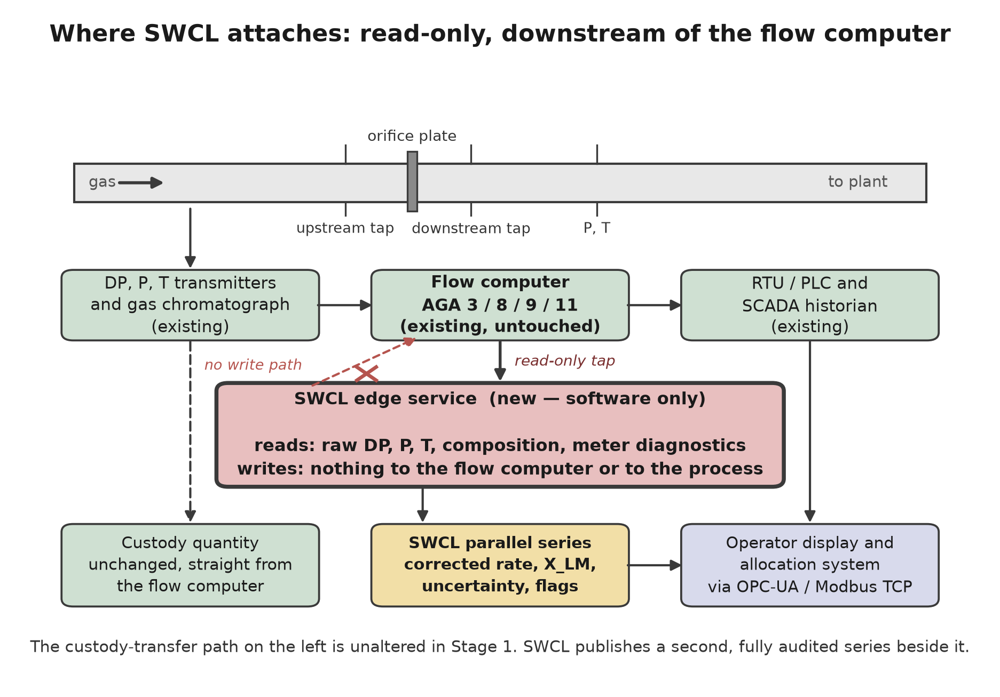 Where SWCL attaches: read-only, downstream of the flow computer
orifice plate
gas
to plant
upstream tap
downstream tap
P, T
DP, P, T transmitters
and gas chromatograph
(existing)
Flow computer
AGA 3 / 8 / 9 / 11
(existing, untouched)
RTU / PLC and
SCADA historian
(existing)
no write path
read-only tap
SWCL edge service  (new — software only)
reads: raw DP, P, T, composition, meter diagnostics
writes: nothing to the flow computer or to the process
Custody quantity
unchanged, straight from
the flow computer
SWCL parallel series
corrected rate, X_LM,
uncertainty, flags
Operator display and
allocation system
via OPC-UA / Modbus TCP
The custody-transfer path on the left is unaltered in Stage 1. SWCL publishes a second, fully audited series beside it.